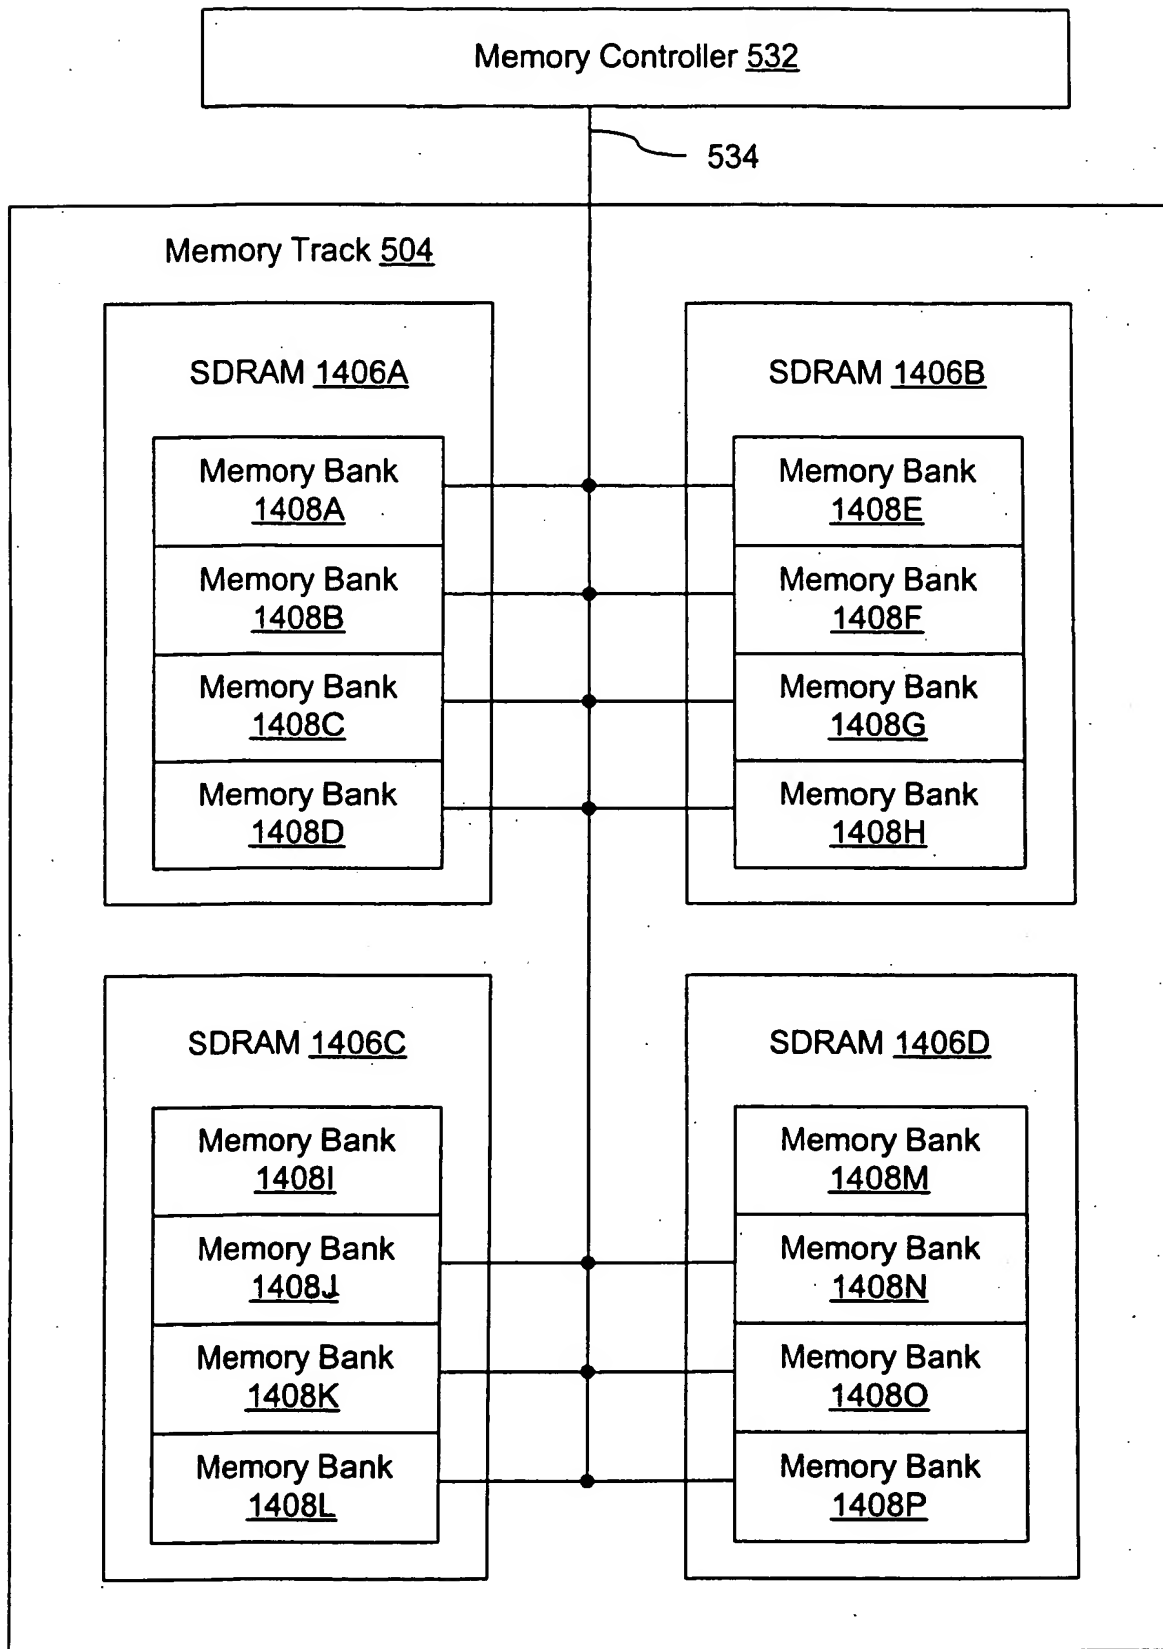 Memory Controller 532
534
Memory Track 504
SDRAM 1406A
Memory Bank
1408A
Memory Bank
1408B
Memory Bank
1408C
Memory Bank
1408D
SDRAM 1406B
Memory Bank
1408E
Memory Bank
1408F
Memory Bank
1408G
Memory Bank
1408H
SDRAM 1406C
Memory Bank
1408I
Memory Bank
1408J
Memory Bank
1408K
Memory Bank
1408L
SDRAM 1406D
Memory Bank
1408M
Memory Bank
1408N
Memory Bank
1408O
Memory Bank
1408P